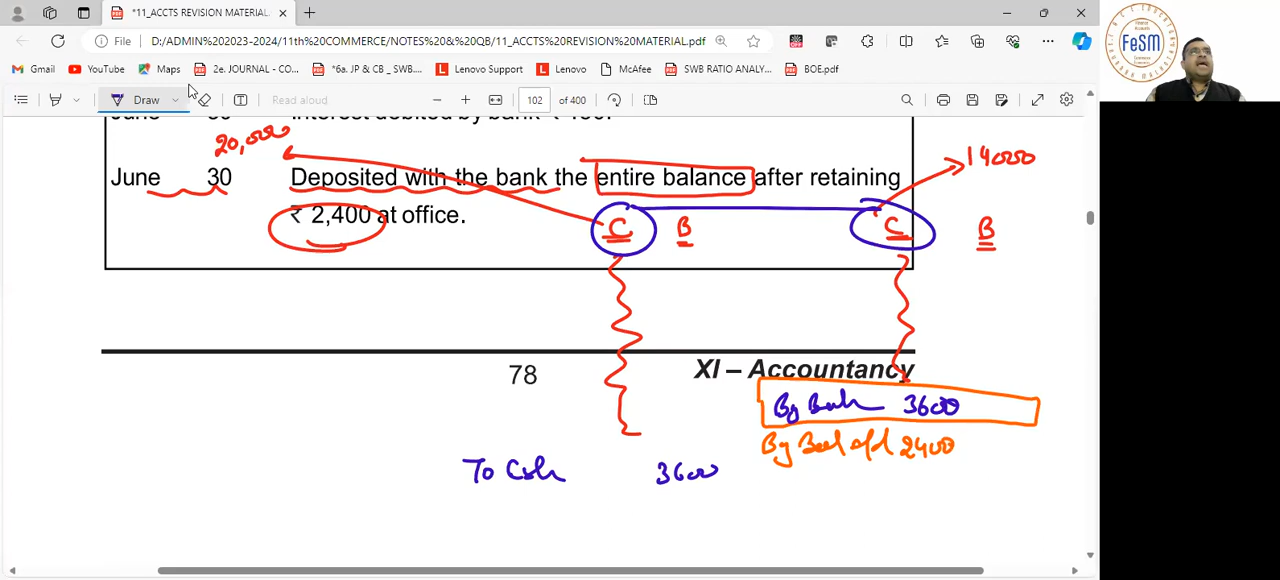 *11_ACCTS REVISION MATERIAL.
File D:/ADMIN%202023-2024/11th%20COMMERCE/NOTES%20&%20QB/11_ACCTS%20REVISION%20MATERIAL.pdf
Gmail YouTube Maps 2e. JOURNAL - CO... *6a. JP & CB _ SWB.... Lenovo Support Lenovo McAfee SWB RATIO ANALY... BOE.pdf
Draw Read aloud 102 of 400
FeSM
20,000
14000
June 30 Deposited with the bank the entire balance after retaining
₹ 2,400 at office.
C B C B
78 XI – Accountancy
By Bank 3600
By Bal c/d 2400
To Cash 3600